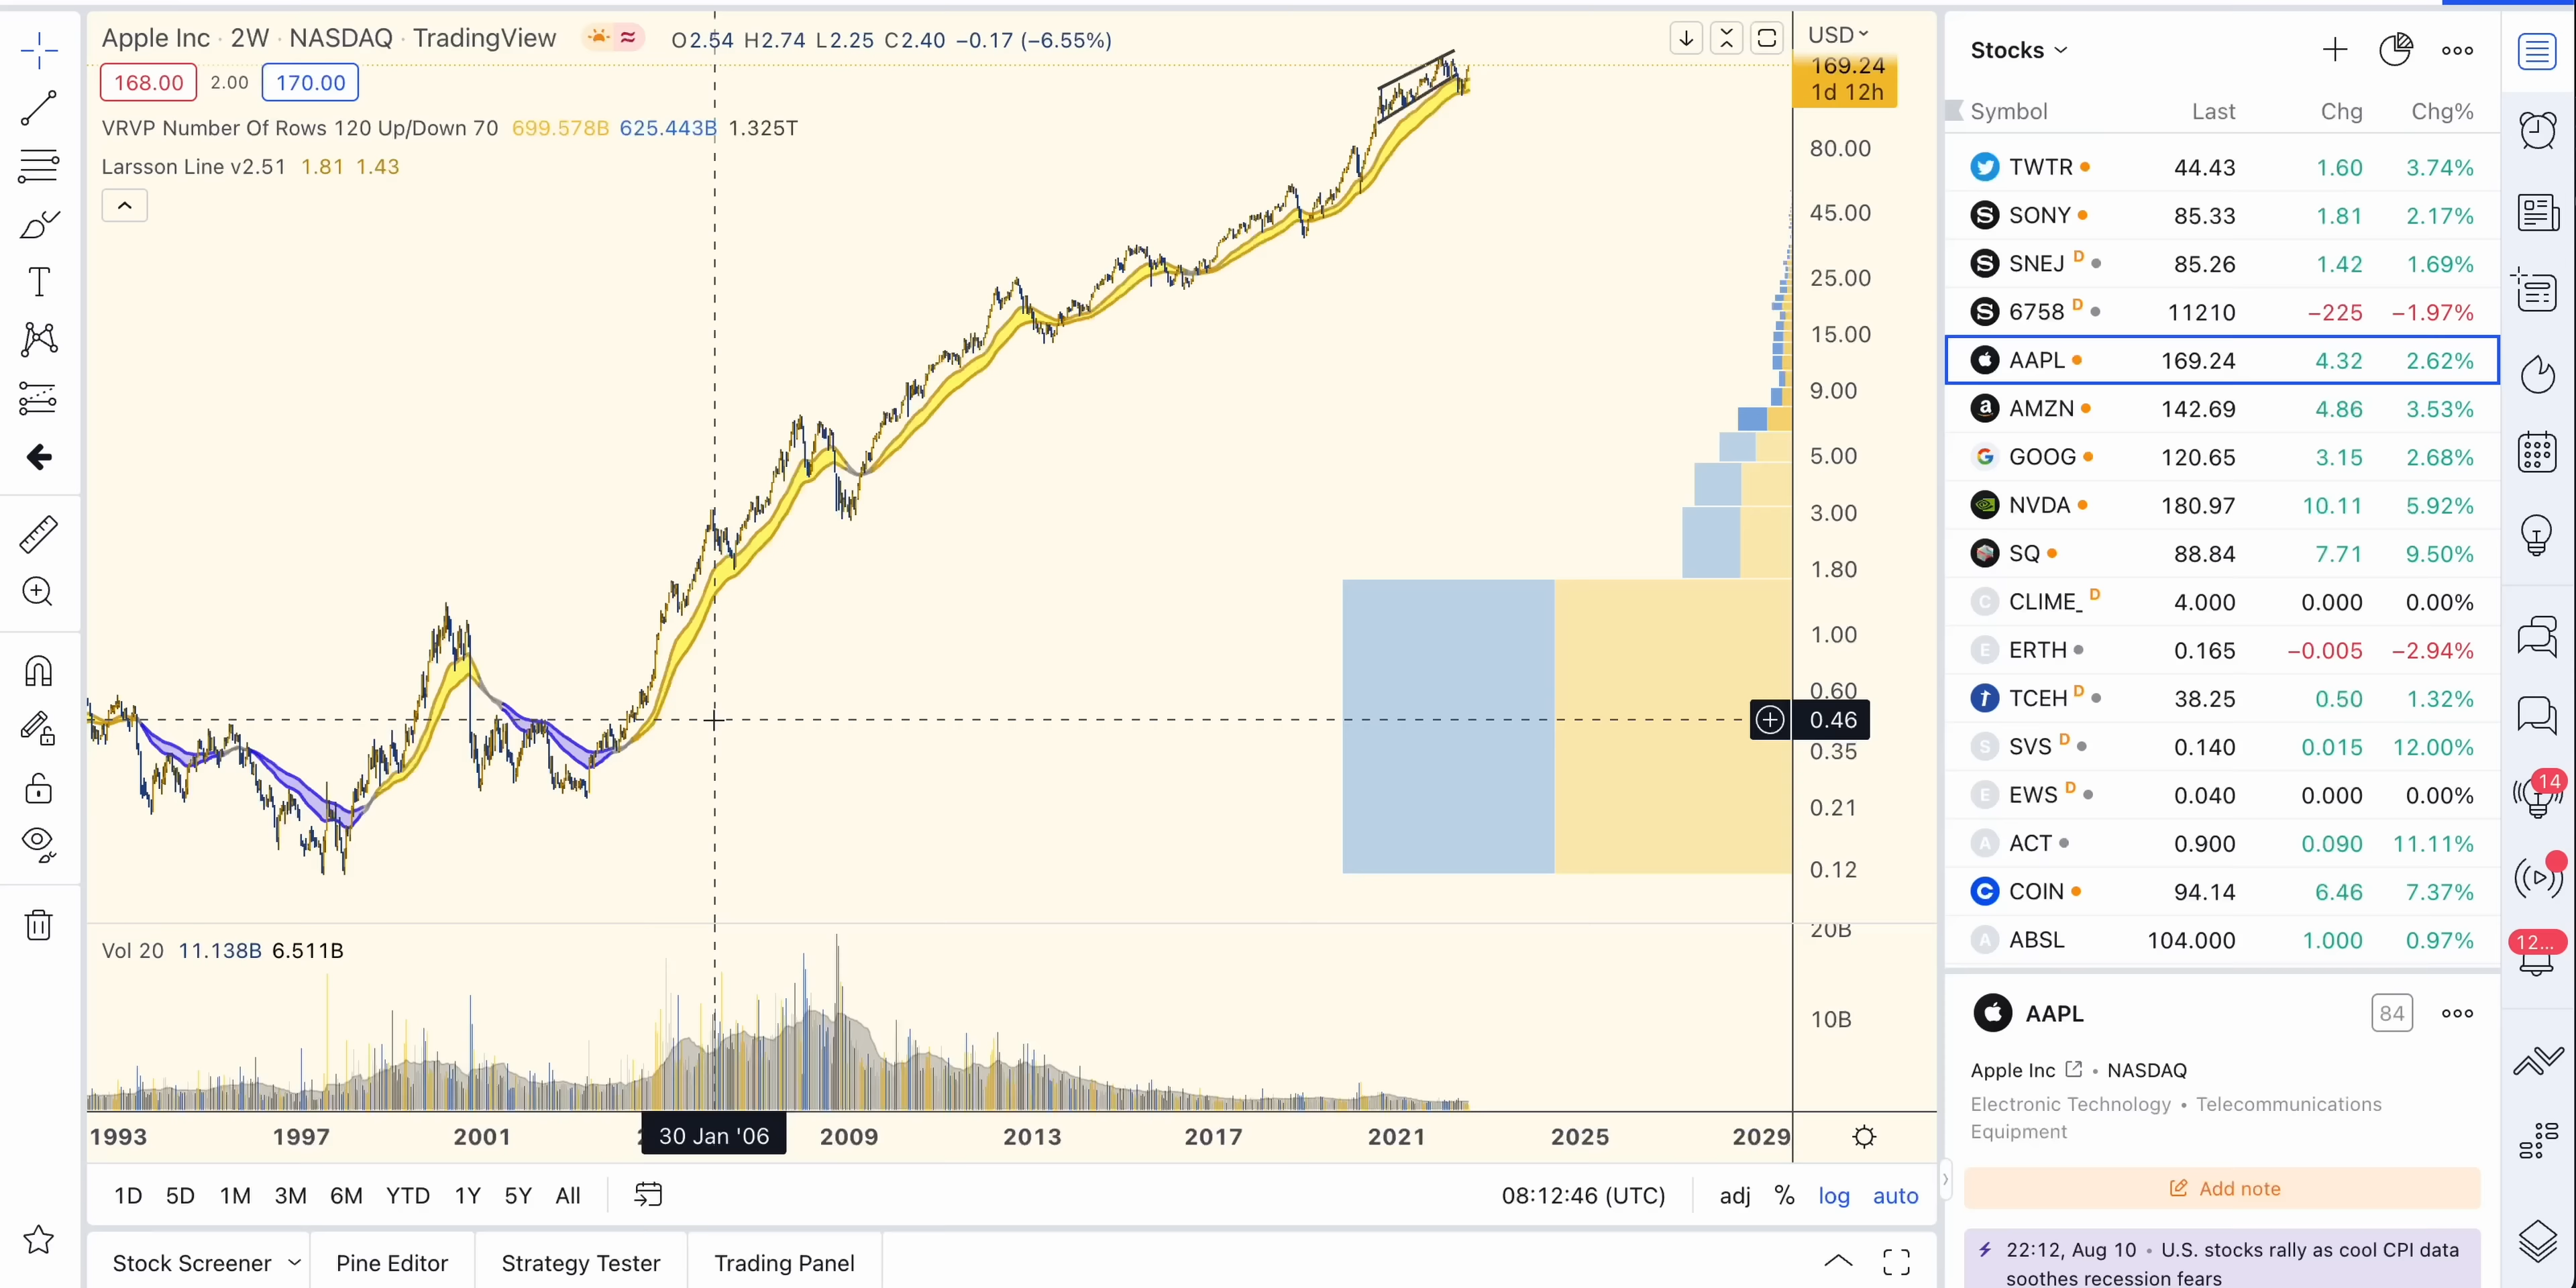 Apple Inc · 2W · NASDAQ · TradingView
O2.54 H2.74 L2.25 C2.40 −0.17 (−6.55%)
USD
168.00 2.00 170.00
169.24
1d 12h
VRVP Number Of Rows 120 Up/Down 70 699.578B 625.443B 1.325T
Larsson Line v2.51 1.81 1.43
80.00
45.00
25.00
15.00
9.00
5.00
3.00
1.80
1.00
0.60
0.46
0.35
0.21
0.12
Vol 20 11.138B 6.511B
20B
10B
1993 1997 2001 30 Jan '06 2009 2013 2017 2021 2025 2029
1D 5D 1M 3M 6M YTD 1Y 5Y All
08:12:46 (UTC) adj % log auto
Stock Screener Pine Editor Strategy Tester Trading Panel
Stocks
Symbol Last Chg Chg%
TWTR 44.43 1.60 3.74%
S SONY 85.33 1.81 2.17%
S SNEJ D 85.26 1.42 1.69%
S 6758 D 11210 −225 −1.97%
AAPL 169.24 4.32 2.62%
a AMZN 142.69 4.86 3.53%
G GOOG 120.65 3.15 2.68%
NVDA 180.97 10.11 5.92%
SQ 88.84 7.71 9.50%
C CLIME_ D 4.000 0.000 0.00%
E ERTH 0.165 −0.005 −2.94%
TCEH D 38.25 0.50 1.32%
S SVS D 0.140 0.015 12.00%
E EWS D 0.040 0.000 0.00%
A ACT 0.900 0.090 11.11%
C COIN 94.14 6.46 7.37%
A ABSL 104.000 1.000 0.97%
AAPL 84
Apple Inc • NASDAQ
Electronic Technology • Telecommunications
Equipment
Add note
22:12, Aug 10 • U.S. stocks rally as cool CPI data
soothes recession fears
14
12...